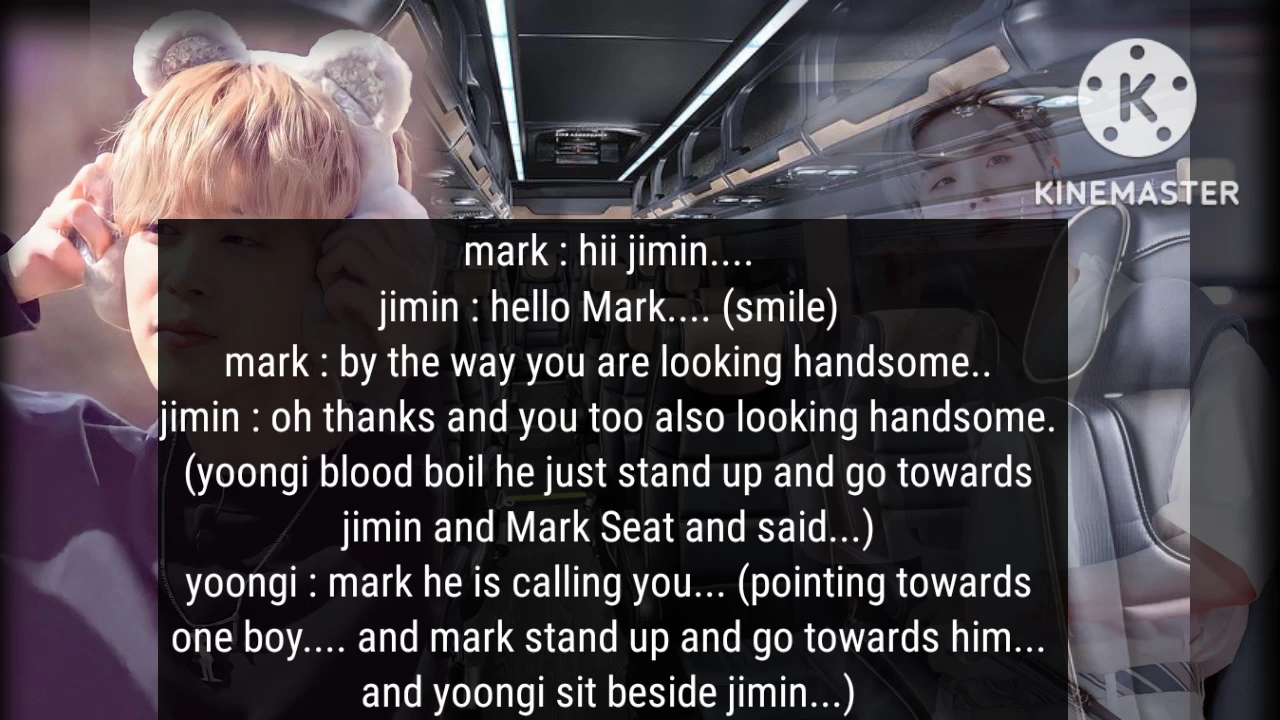 KINEMASTER
mark : hii jimin....
jimin : hello Mark.... (smile)
mark : by the way you are looking handsome..
jimin : oh thanks and you too also looking handsome.
(yoongi blood boil he just stand up and go towards
jimin and Mark Seat and said...)
yoongi : mark he is calling you... (pointing towards
one boy.... and mark stand up and go towards him...
and yoongi sit beside jimin...)